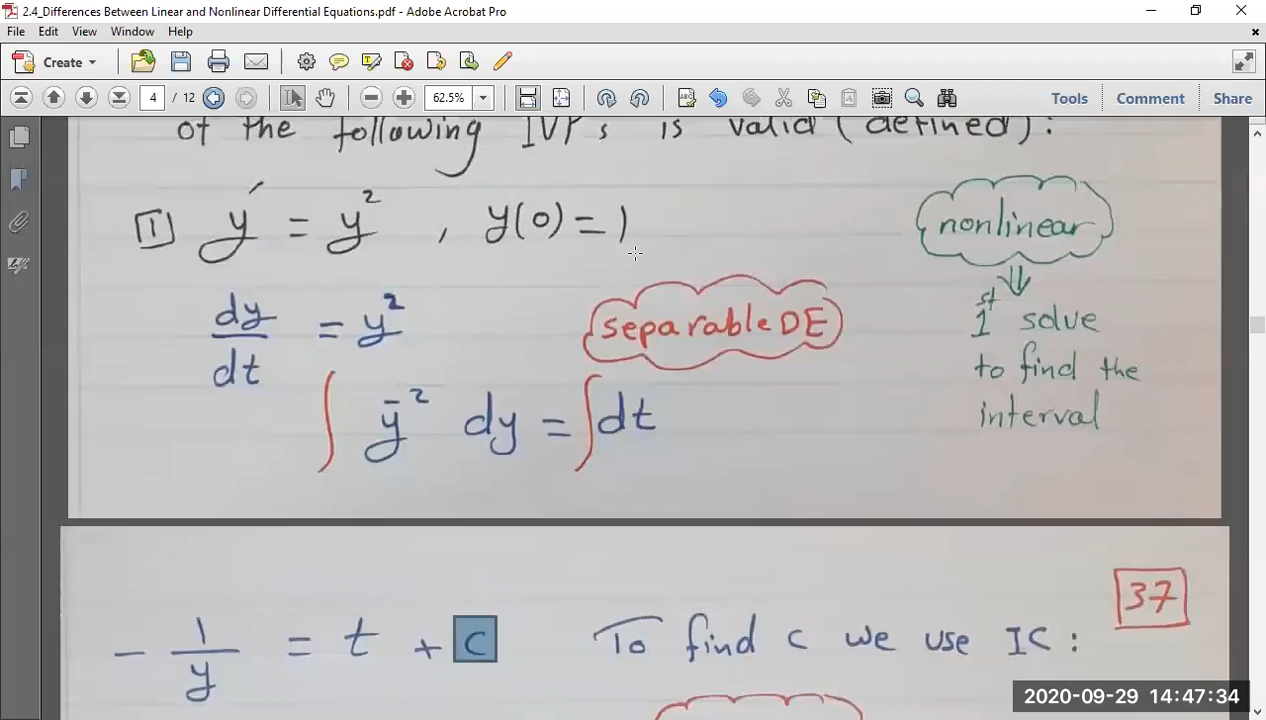 2.4_Differences Between Linear and Nonlinear Differential Equations.pdf - Adobe Acrobat Pro
File Edit View Window Help
Create
4 / 12 62.5% Tools Comment Share
of the following IVP's is valid (defined):
1 y′ = y² , y(0) = 1
nonlinear
⇓
dy/dt = y²
separable DE
1st solve
to find the
interval
∫ y⁻² dy = ∫ dt
37
- 1/y = t + c To find c we use IC:
2020-09-29 14:47:34